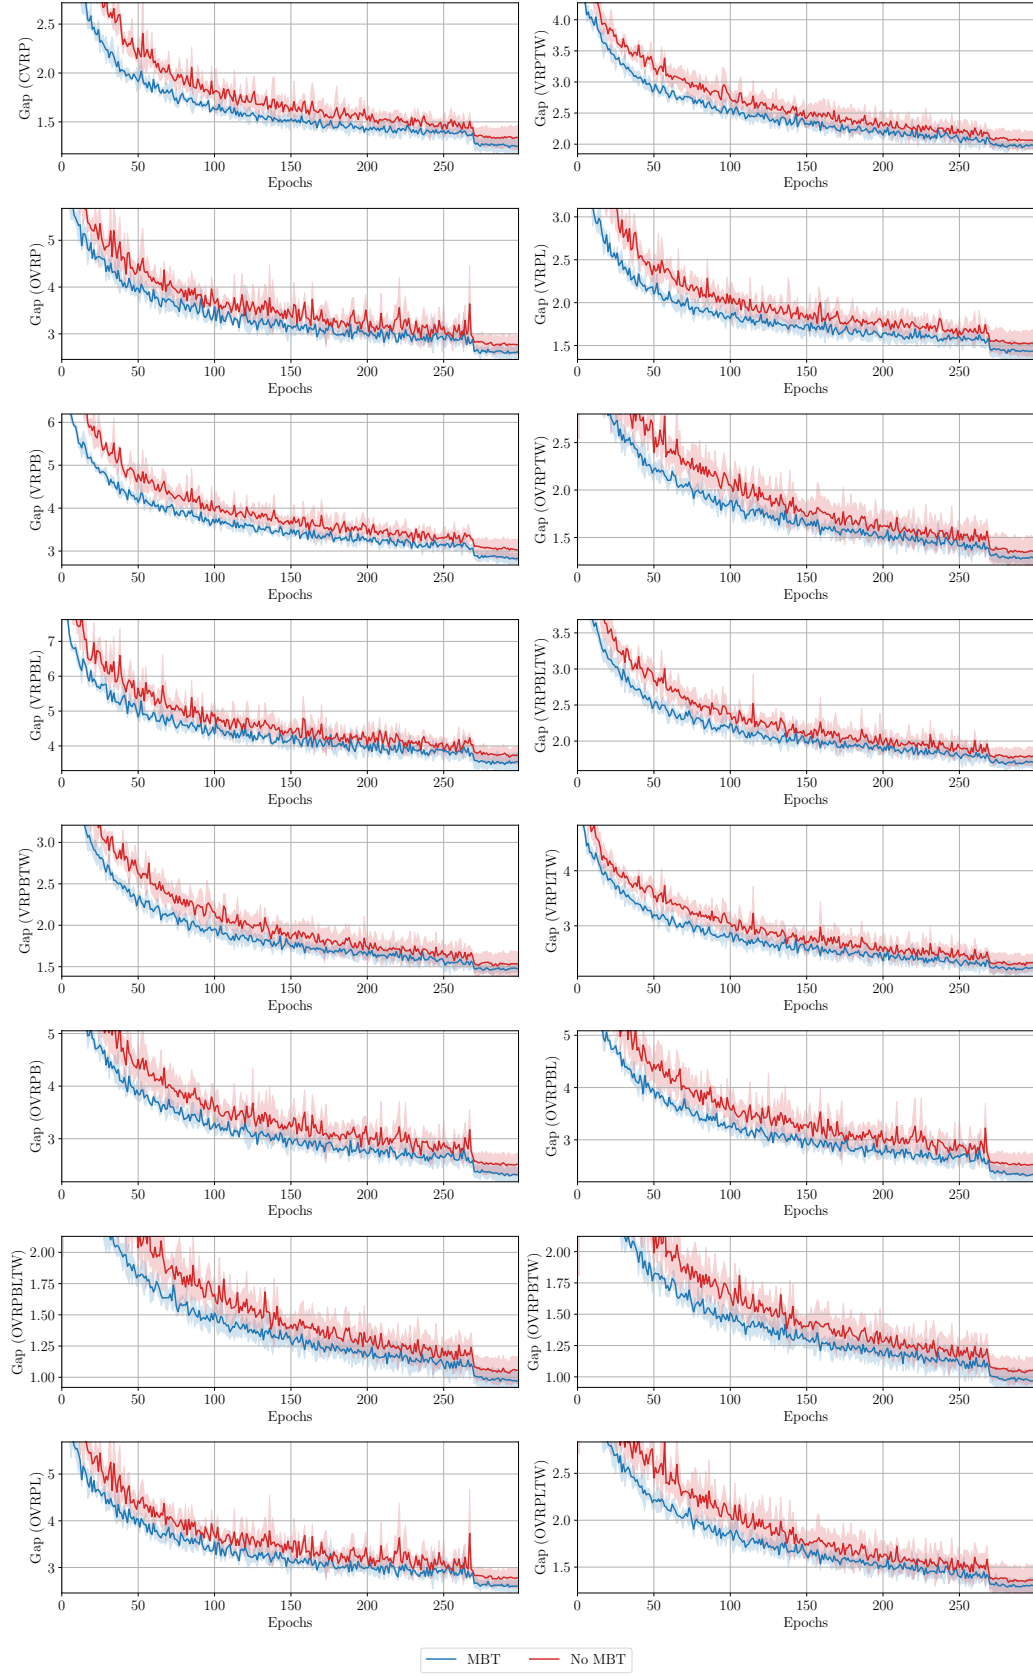 Gap (CVRP)
2.5
2.0
1.5
0 50 100 150 200 250
Epochs
Gap (VRPTW)
4.0
3.5
3.0
2.5
2.0
0 50 100 150 200 250
Epochs
Gap (OVRP)
5
4
3
0 50 100 150 200 250
Epochs
Gap (VRPL)
3.0
2.5
2.0
1.5
0 50 100 150 200 250
Epochs
Gap (VRPB)
6
5
4
3
0 50 100 150 200 250
Epochs
Gap (OVRPTW)
2.5
2.0
1.5
0 50 100 150 200 250
Epochs
Gap (VRPBL)
7
6
5
4
0 50 100 150 200 250
Epochs
Gap (VRPBLTW)
3.5
3.0
2.5
2.0
0 50 100 150 200 250
Epochs
Gap (VRPBTW)
3.0
2.5
2.0
1.5
0 50 100 150 200 250
Epochs
Gap (VRPLTW)
4
3
0 50 100 150 200 250
Epochs
Gap (OVRPB)
5
4
3
0 50 100 150 200 250
Epochs
Gap (OVRPBL)
5
4
3
0 50 100 150 200 250
Epochs
Gap (OVRPBLTW)
2.00
1.75
1.50
1.25
1.00
0 50 100 150 200 250
Epochs
Gap (OVRPBTW)
2.00
1.75
1.50
1.25
1.00
0 50 100 150 200 250
Epochs
Gap (OVRPL)
5
4
3
0 50 100 150 200 250
Epochs
Gap (OVRPLTW)
2.5
2.0
1.5
0 50 100 150 200 250
Epochs
MBT No MBT